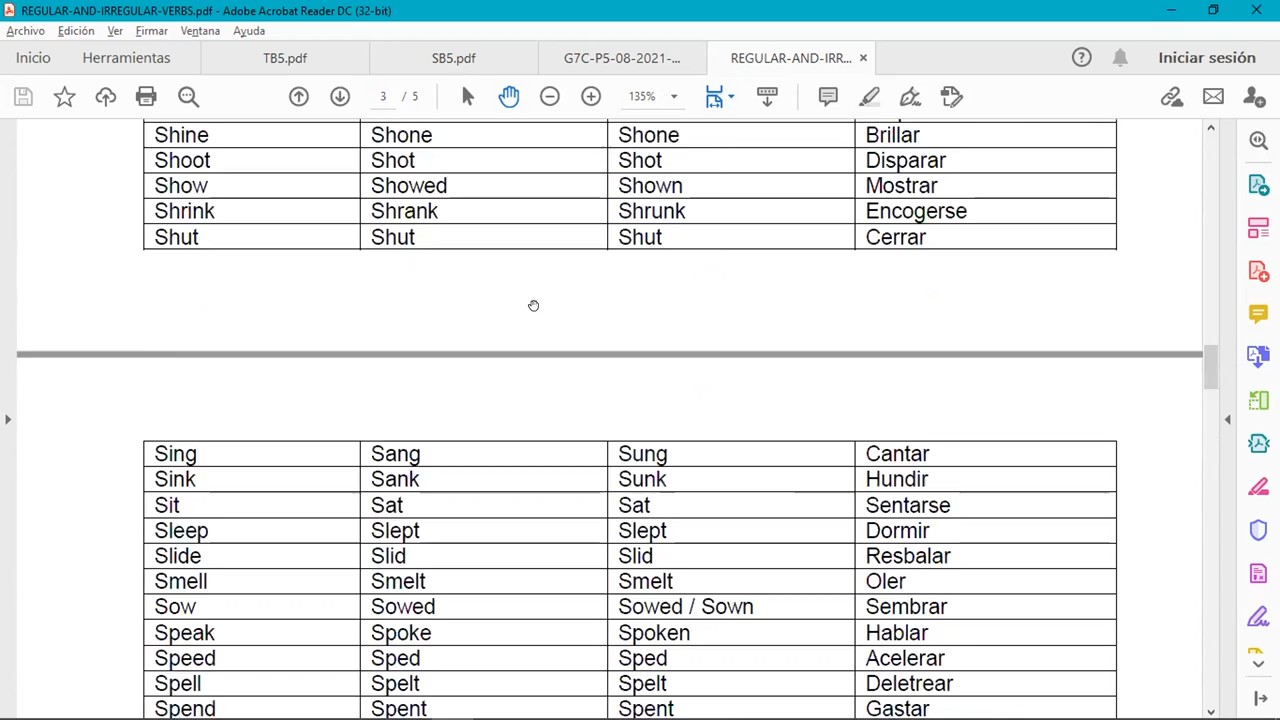 REGULAR-AND-IRREGULAR-VERBS.pdf - Adobe Acrobat Reader DC (32-bit)
Archivo Edición Ver Firmar Ventana Ayuda
Inicio Herramientas TB5.pdf SB5.pdf G7C-P5-08-2021-... REGULAR-AND-IRR... Iniciar sesión
3 / 5 135%
Shine Shone Shone Brillar
Shoot Shot Shot Disparar
Show Showed Shown Mostrar
Shrink Shrank Shrunk Encogerse
Shut Shut Shut Cerrar
Sing Sang Sung Cantar
Sink Sank Sunk Hundir
Sit Sat Sat Sentarse
Sleep Slept Slept Dormir
Slide Slid Slid Resbalar
Smell Smelt Smelt Oler
Sow Sowed Sowed / Sown Sembrar
Speak Spoke Spoken Hablar
Speed Sped Sped Acelerar
Spell Spelt Spelt Deletrear
Spend Spent Spent Gastar